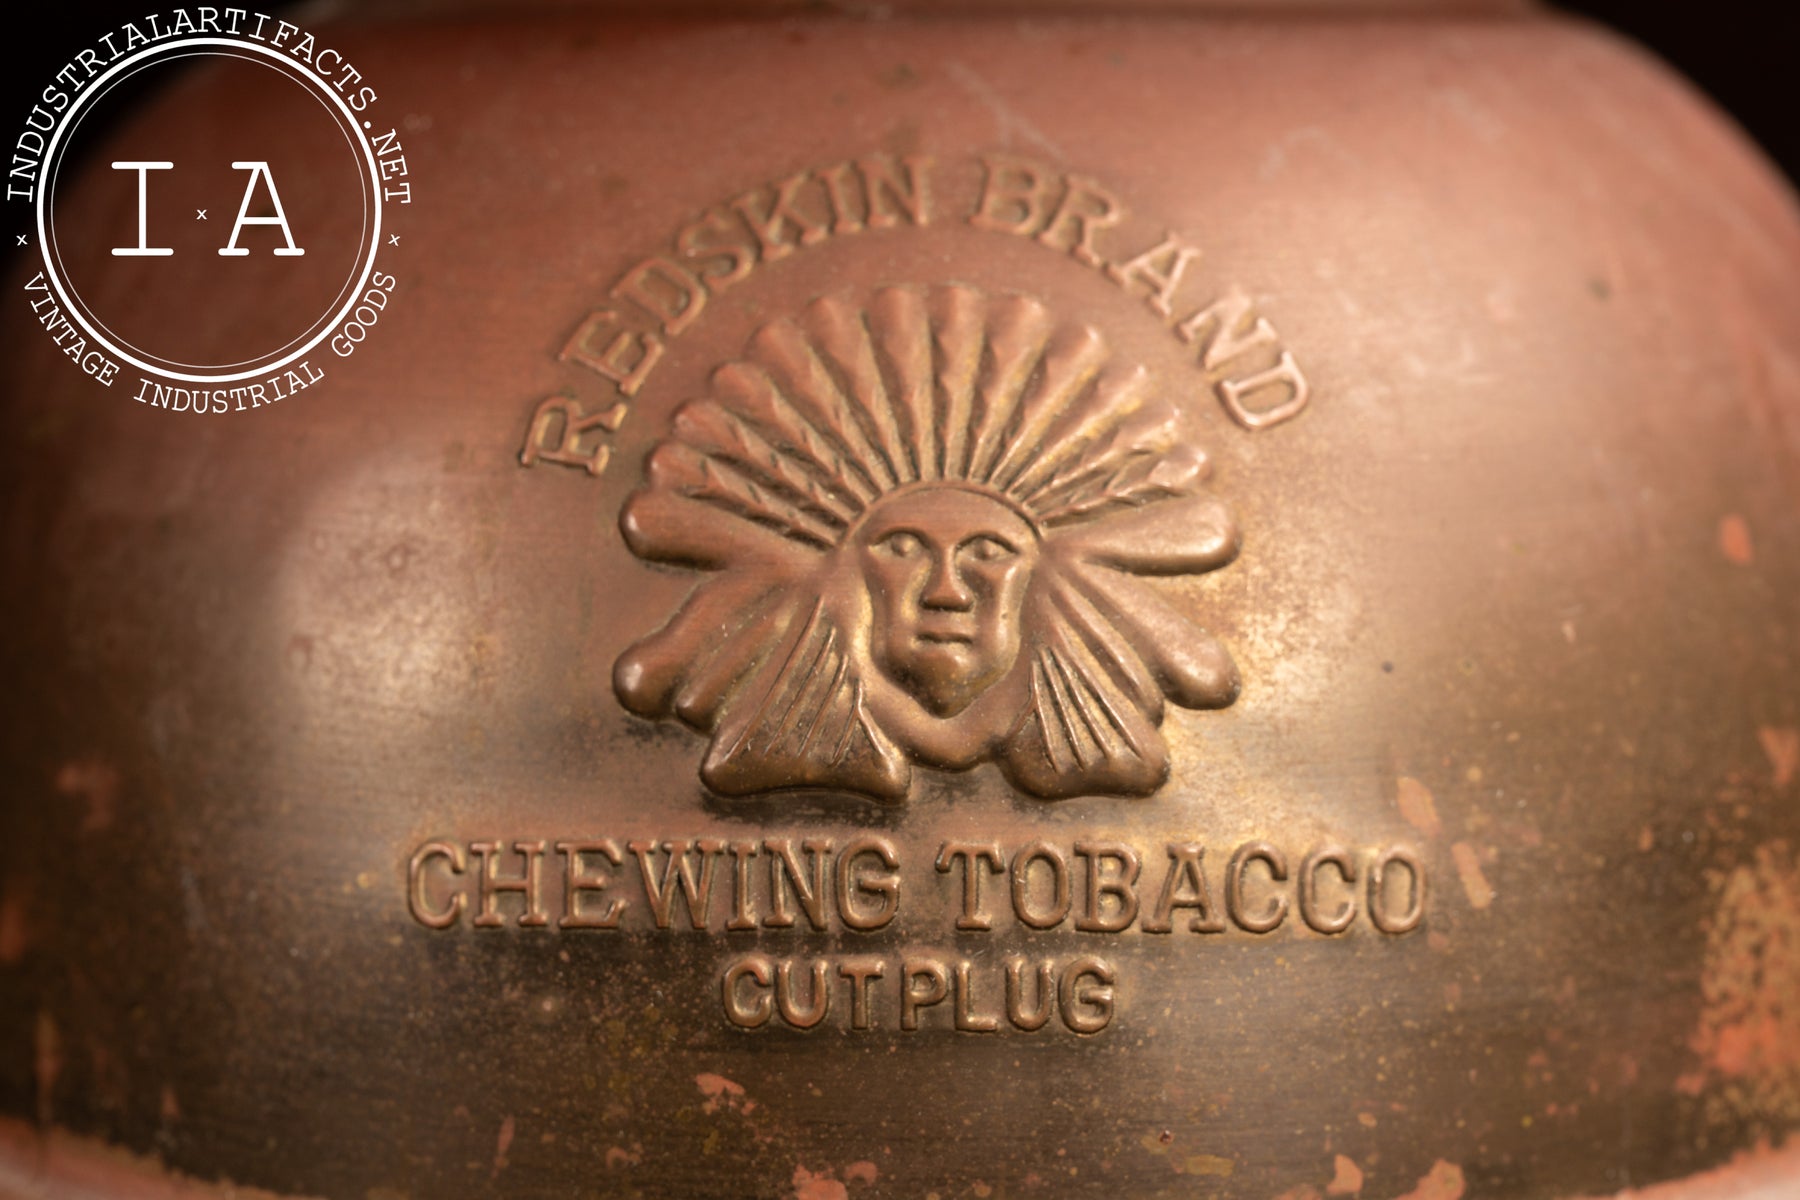 INDUSTRIALARTIFACTS.NET
I x A
x x
VINTAGE INDUSTRIAL GOODS
REDSKIN BRAND
CHEWING TOBACCO
CUT PLUG